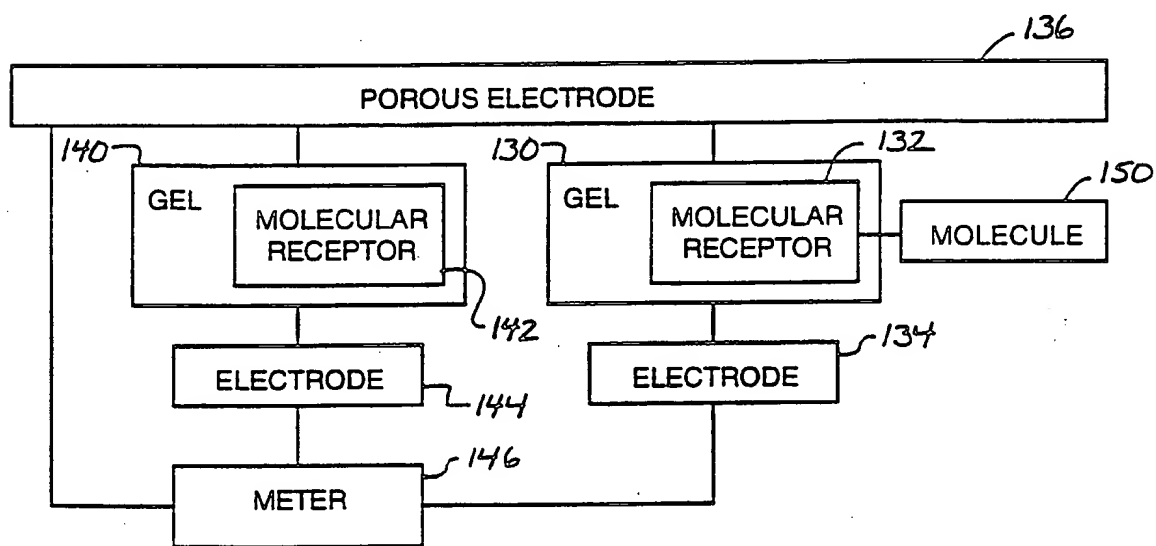 136
POROUS ELECTRODE
140
130
132
150
GEL
MOLECULAR
RECEPTOR
GEL
MOLECULAR
RECEPTOR
MOLECULE
142
134
ELECTRODE
144
ELECTRODE
146
METER